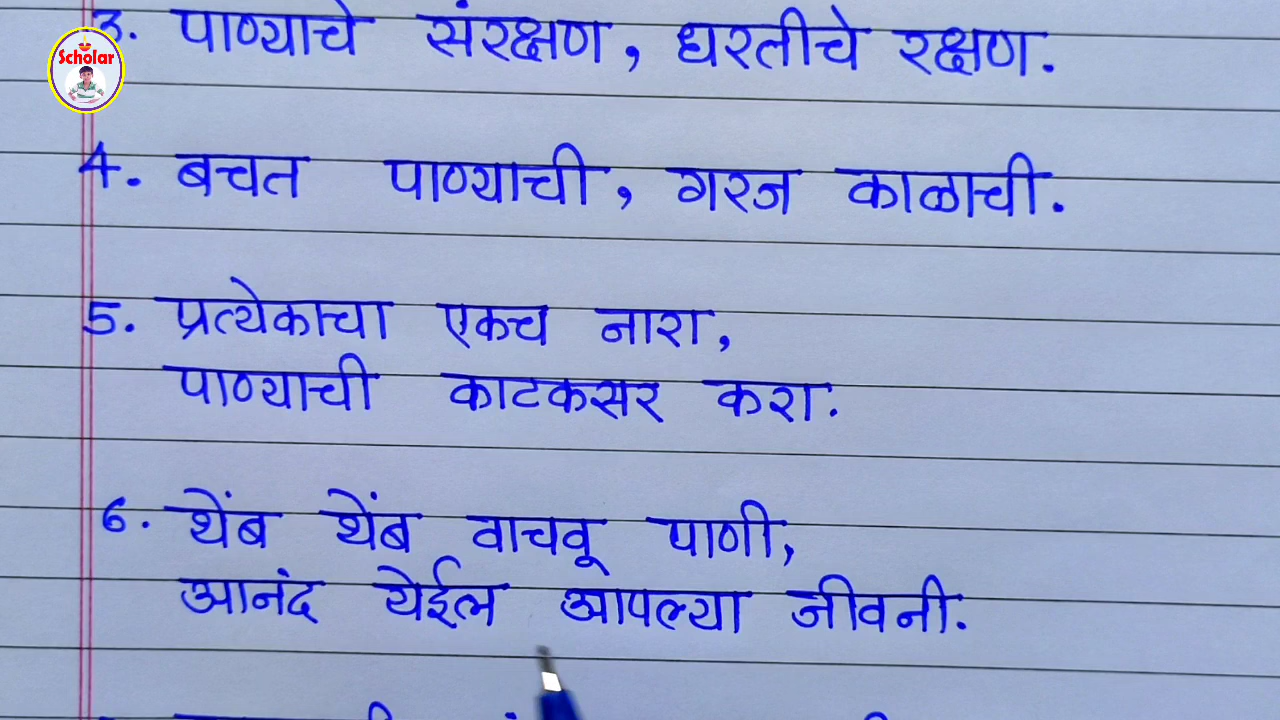 Scholar
3. पाण्याचे संरक्षण, धरतीचे रक्षण.
4. बचत पाण्याची, गरज काळाची.
5. प्रत्येकाचा एकच नारा,
पाण्याची काटकसर करा.
6. थेंब थेंब वाचवू पाणी,
आनंद येईल आपल्या जीवनी.